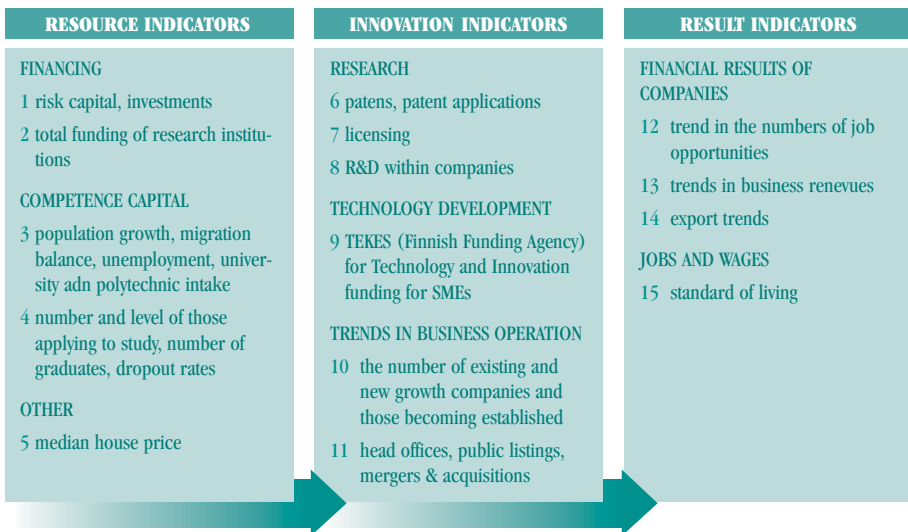 RESOURCE INDICATORS
FINANCING
1 risk capital, investments
2 total funding of research institu-
tions
COMPETENCE CAPITAL
3 population growth, migration
balance, unemployment, univer-
sity adn polytechnic intake
4 number and level of those
applying to study, number of
graduates, dropout rates
OTHER
5 median house price
INNOVATION INDICATORS
RESEARCH
6 patens, patent applications
7 licensing
8 R&D within companies
TECHNOLOGY DEVELOPMENT
9 TEKES (Finnish Funding Agency)
for Technology and Innovation
funding for SMEs
TRENDS IN BUSINESS OPERATION
10 the number of existing and
new growth companies and
those becoming established
11 head offices, public listings,
mergers & acquisitions
RESULT INDICATORS
FINANCIAL RESULTS OF
COMPANIES
12 trend in the numbers of job
opportunities
13 trends in business renevues
14 export trends
JOBS AND WAGES
15 standard of living